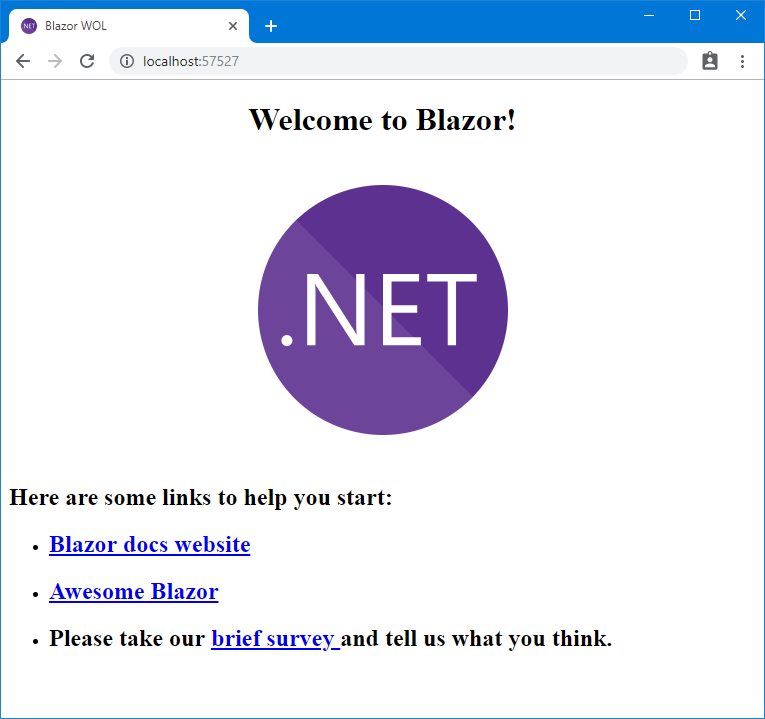 NET Blazor WOL
localhost:57527
Welcome to Blazor!
.NET
Here are some links to help you start:
Blazor docs website
Awesome Blazor
Please take our brief survey and tell us what you think.